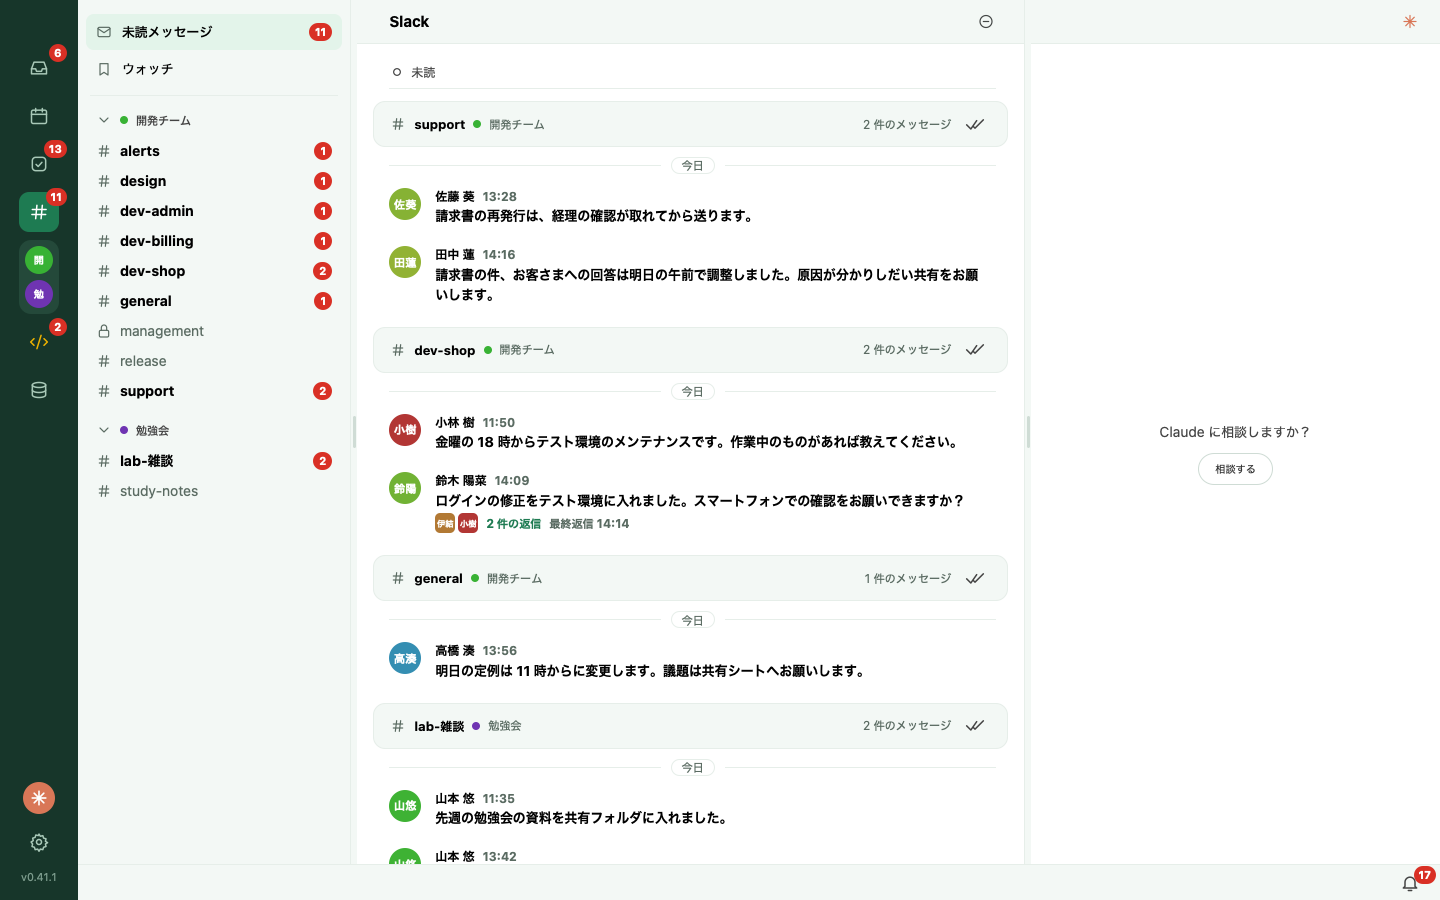 6
13
11
開
勉
2
v0.41.1
未読メッセージ 11
ウォッチ
開発チーム
# alerts 1
# design 1
# dev-admin 1
# dev-billing 1
# dev-shop 2
# general 1
management
# release
# support 2
勉強会
# lab-雑談 2
# study-notes
Slack
未読
# support 開発チーム 2 件のメッセージ
今日
佐葵
佐藤 葵 13:28
請求書の再発行は、経理の確認が取れてから送ります。
田蓮
田中 蓮 14:16
請求書の件、お客さまへの回答は明日の午前で調整しました。原因が分かりしだい共有をお願
いします。
# dev-shop 開発チーム 2 件のメッセージ
今日
小樹
小林 樹 11:50
金曜の 18 時からテスト環境のメンテナンスです。作業中のものがあれば教えてください。
鈴陽
鈴木 陽菜 14:09
ログインの修正をテスト環境に入れました。スマートフォンでの確認をお願いできますか？
伊結 小樹 2 件の返信 最終返信 14:14
# general 開発チーム 1 件のメッセージ
今日
高湊
高橋 湊 13:56
明日の定例は 11 時からに変更します。議題は共有シートへお願いします。
# lab-雑談 勉強会 2 件のメッセージ
今日
山悠
山本 悠 11:35
先週の勉強会の資料を共有フォルダに入れました。
山悠
山本 悠 13:42
Claude に相談しますか？
相談する
17